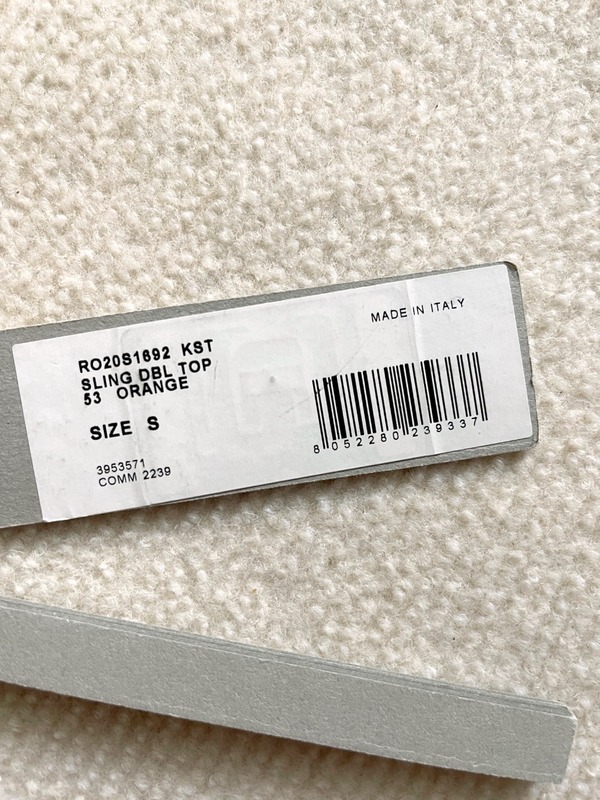 MADE IN ITALY
RO20S1692 KST
SLING DBL TOP
53 ORANGE
SIZE S
3953571
COMM 2239
8 052280 239337